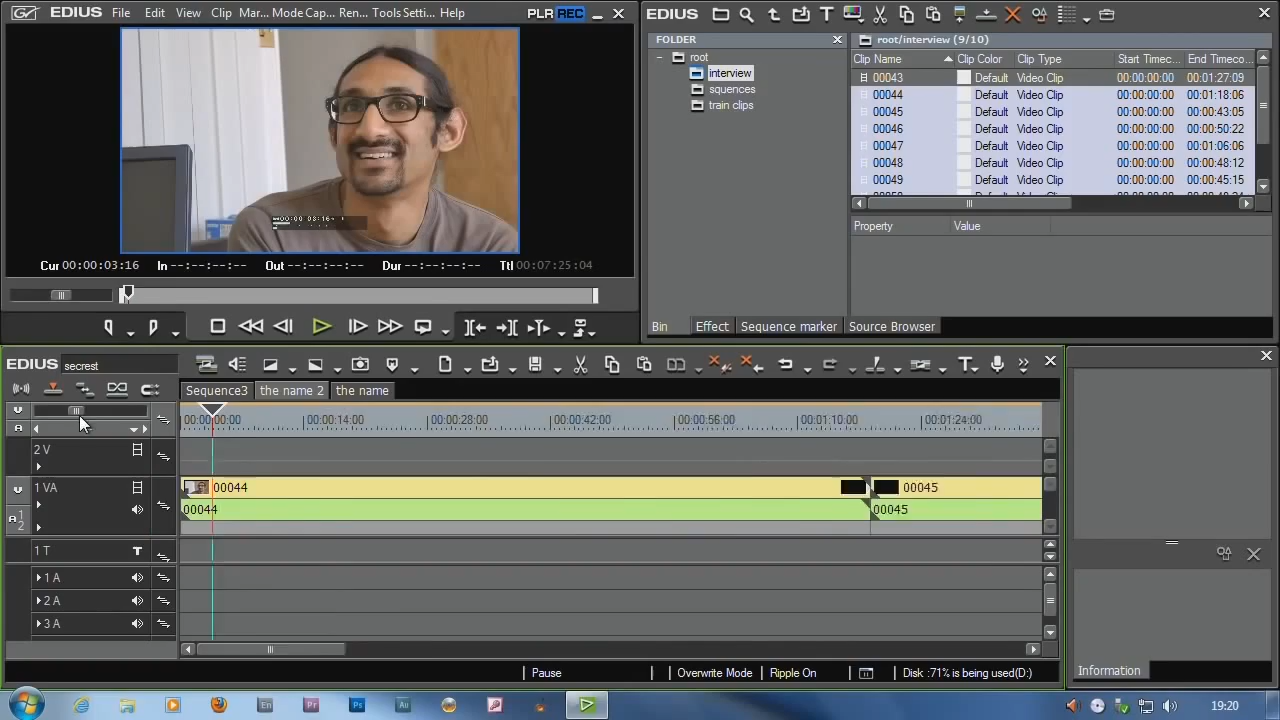 EDIUS File Edit View Clip Mar... Mode Cap... Ren... Tools Setti... Help PLR REC
Cur 00:00:03:16 In --:--:--:-- Out --:--:--:-- Dur --:--:--:-- Ttl 00:07:25:04
EDIUS
FOLDER
root
interview
squences
train clips
root/interview (9/10)
Clip Name Clip Color Clip Type Start Timec... End Timeco...
00043 Default Video Clip 00:00:00:00 00:01:27:09
00044 Default Video Clip 00:00:00:00 00:01:18:06
00045 Default Video Clip 00:00:00:00 00:00:43:05
00046 Default Video Clip 00:00:00:00 00:00:50:22
00047 Default Video Clip 00:00:00:00 00:01:06:06
00048 Default Video Clip 00:00:00:00 00:00:48:12
00049 Default Video Clip 00:00:00:00 00:00:45:15
Property Value
Bin Effect Sequence marker Source Browser
EDIUS secrest
Sequence3 the name 2 the name
00:00:00:00 00:00:14:00 00:00:28:00 00:00:42:00 00:00:56:00 00:01:10:00 00:01:24:00
2 V
1 VA 00044 00045
00044 00045
A 1
2
1 T T
1 A
2 A
3 A
Pause Overwrite Mode Ripple On Disk :71% is being used(D:)
Information
En Pr Ps Au 19:20